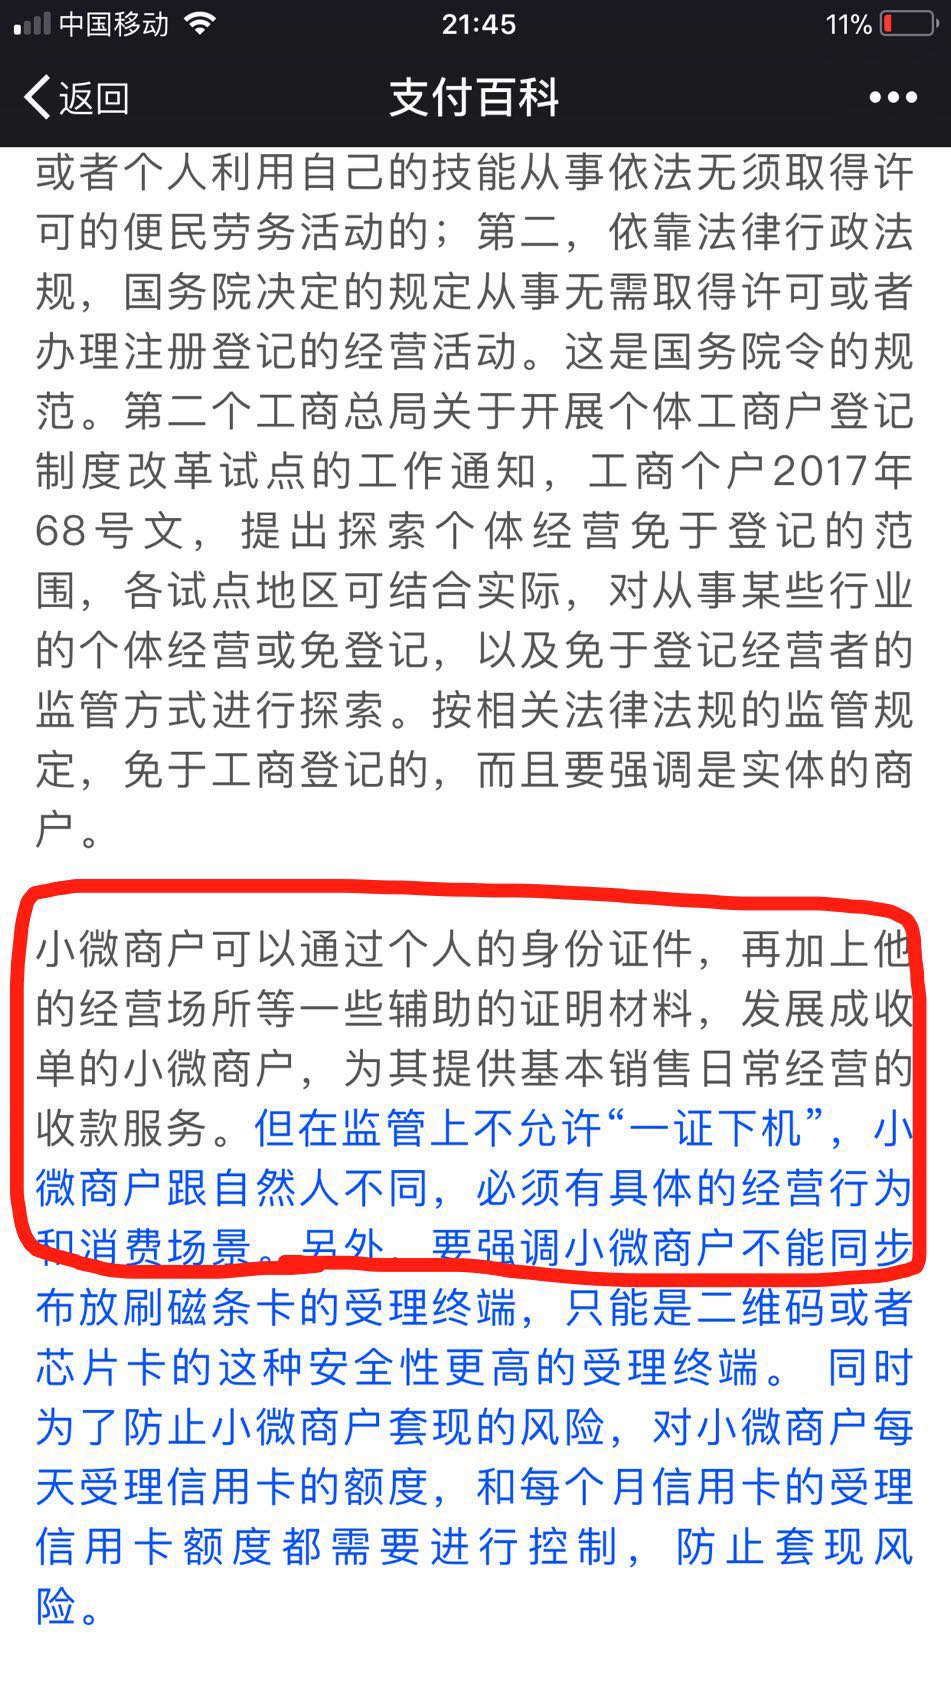 中国移动 21:45 11%
返回 支付百科
或者个人利用自己的技能从事依法无须取得许
可的便民劳务活动的；第二，依靠法律行政法
规，国务院决定的规定从事无需取得许可或者
办理注册登记的经营活动。这是国务院令的规
范。第二个工商总局关于开展个体工商户登记
制度改革试点的工作通知，工商个户2017年
68号文，提出探索个体经营免于登记的范
围，各试点地区可结合实际，对从事某些行业
的个体经营或免登记，以及免于登记经营者的
监管方式进行探索。按相关法律法规的监管规
定，免于工商登记的，而且要强调是实体的商
户。
小微商户可以通过个人的身份证件，再加上他
的经营场所等一些辅助的证明材料，发展成收
单的小微商户，为其提供基本销售日常经营的
收款服务。但在监管上不允许“一证下机”，小
微商户跟自然人不同，必须有具体的经营行为
和消费场景。另外，要强调小微商户不能同步
布放刷磁条卡的受理终端，只能是二维码或者
芯片卡的这种安全性更高的受理终端。 同时
为了防止小微商户套现的风险，对小微商户每
天受理信用卡的额度，和每个月信用卡的受理
信用卡额度都需要进行控制，防止套现风
险。